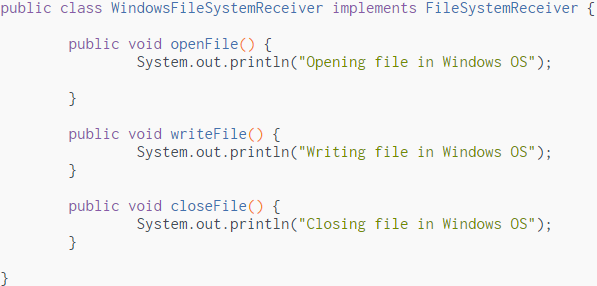 public class WindowsFileSystemReceiver implements FileSystemReceiver {
public void openFile() {
System.out.println("Opening file in Windows OS");
}
public void writeFile() {
System.out.println("Writing file in Windows OS");
}
public void closeFile() {
System.out.println("Closing file in Windows OS");
}
}